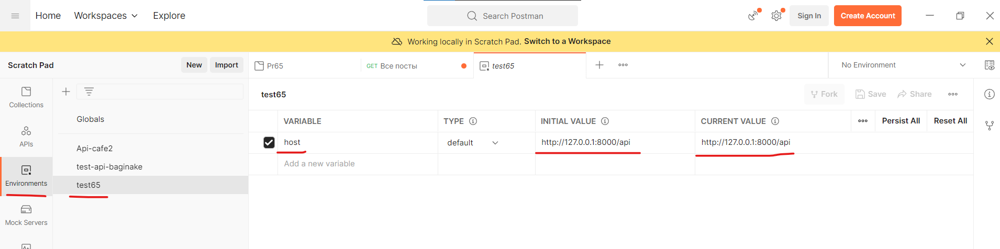 Home Workspaces Explore Search Postman Sign In Create Account
Working locally in Scratch Pad. Switch to a Workspace
Scratch Pad New Import Pr65 GET Все посты test65 No Environment
Collections
APIs
Environments
Mock Servers
Globals
Api-cafe2
test-api-baginake
test65
test65 Fork Save Share
VARIABLE TYPE INITIAL VALUE CURRENT VALUE Persist All Reset All
host default http://127.0.0.1:8000/api http://127.0.0.1:8000/api
Add a new variable